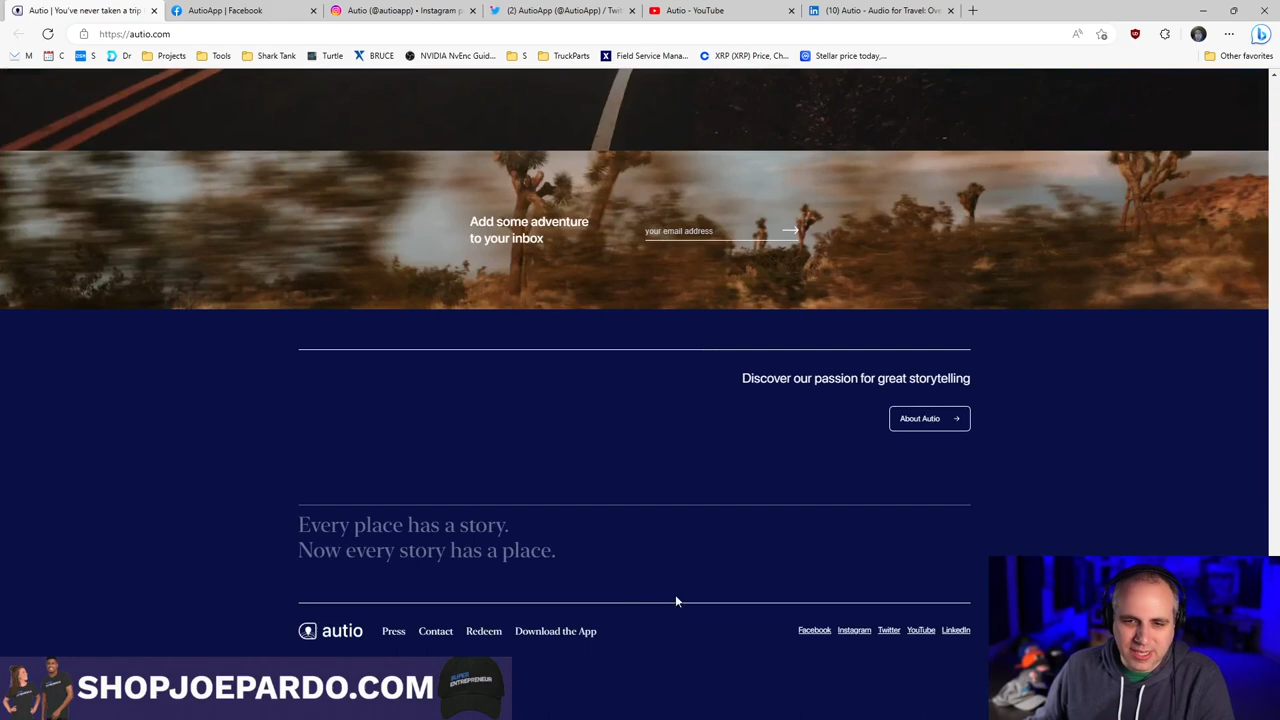 Autio | You've never taken a trip
AutioApp | Facebook
Autio (@autioapp) • Instagram p
(2) AutioApp (@AutioApp) / Twit
Autio - YouTube
(10) Autio - Audio for Travel: Ov
https://autio.com
M
C
S
Dr
Projects
Tools
Shark Tank
Turtle
BRUCE
NVIDIA NvEnc Guid...
S
TruckParts
Field Service Mana...
XRP (XRP) Price, Ch...
Stellar price today,...
Other favorites
Add some adventure
to your inbox
your email address
Discover our passion for great storytelling
About Autio
Every place has a story.
Now every story has a place.
autio
Press
Contact
Redeem
Download the App
Facebook
Instagram
Twitter
YouTube
LinkedIn
SHOPJOEPARDO.COM
SUPER
ENTREPRENEUR